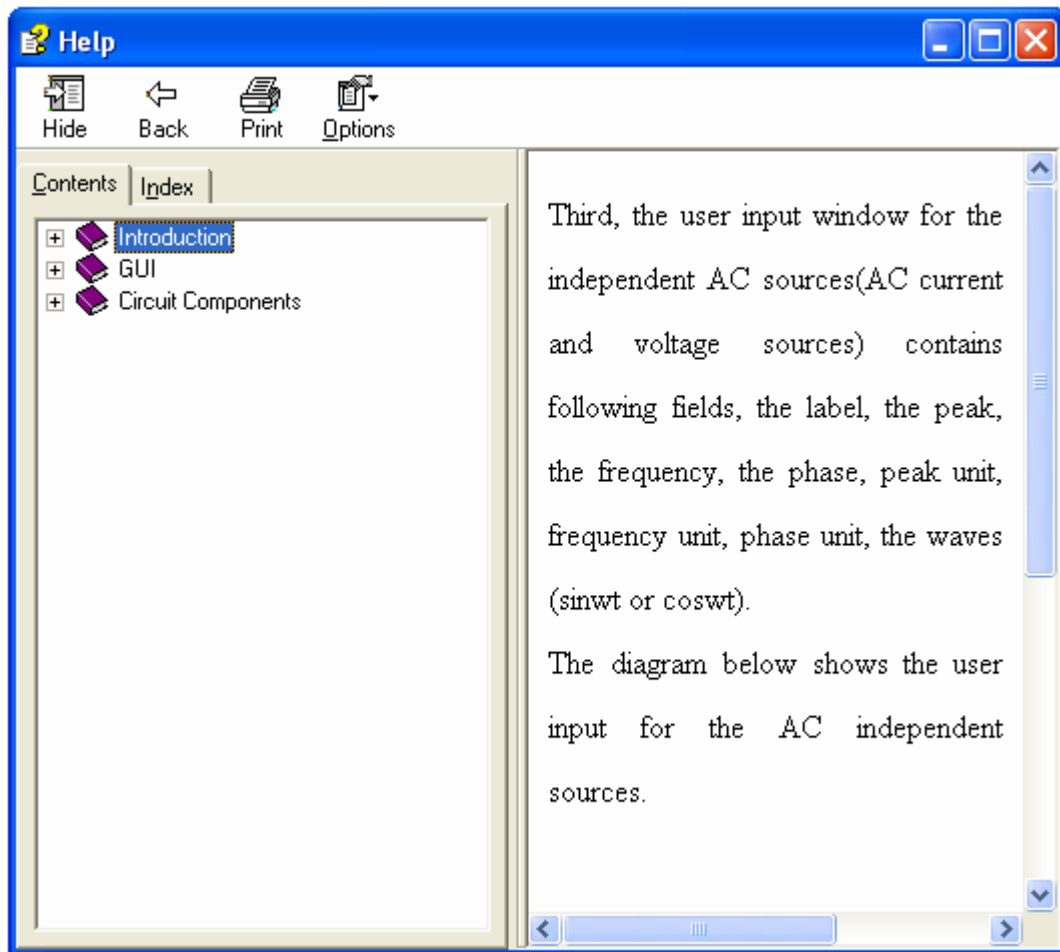 Help
Hide Back Print Options
Contents Index
Introduction
GUI
Circuit Components
Third, the user input window for the
independent AC sources(AC current
and voltage sources) contains
following fields, the label, the peak,
the frequency, the phase, peak unit,
frequency unit, phase unit, the waves
(sinwt or coswt).
The diagram below shows the user
input for the AC independent
sources.